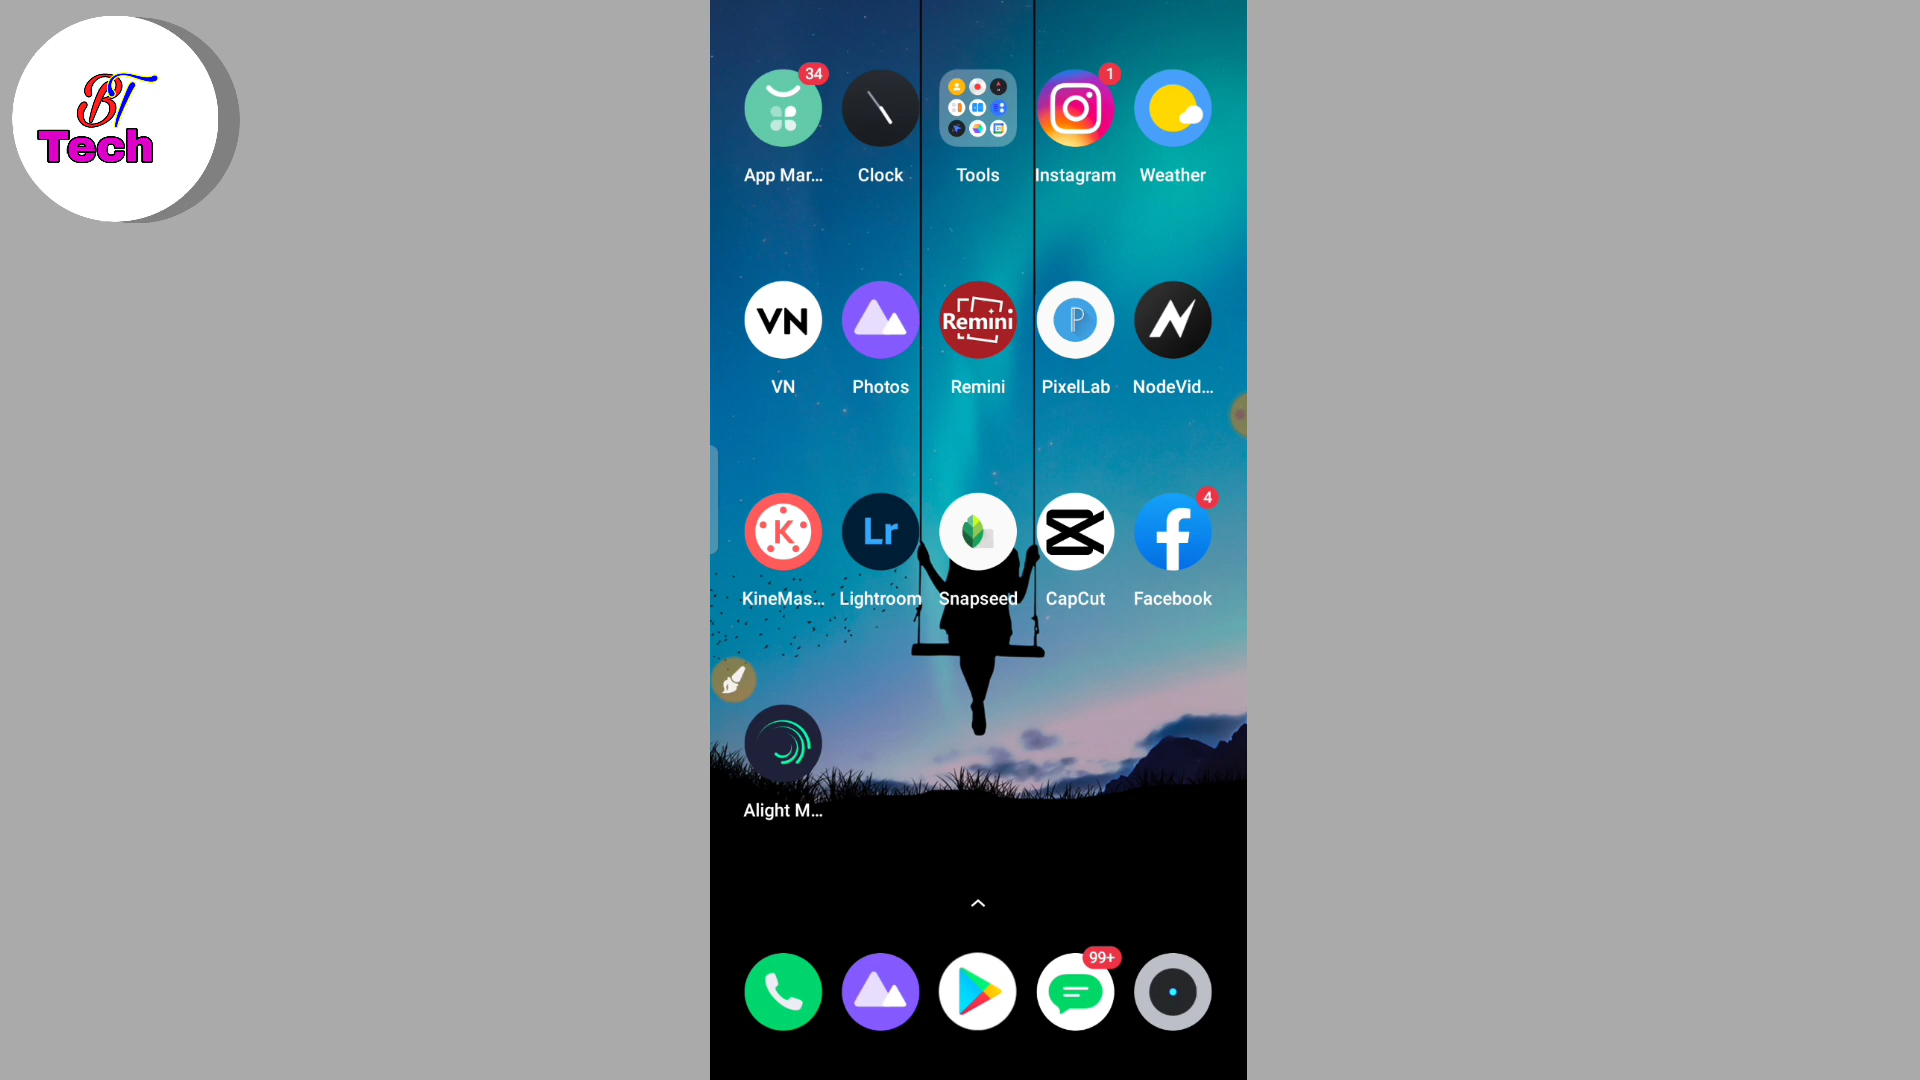 BT
Tech
34
1
App Mar... Clock Tools Instagram Weather
VN Remini P N
VN Photos Remini PixelLab NodeVid...
4
K Lr
KineMas... Lightroom Snapseed CapCut Facebook
Alight M...
99+